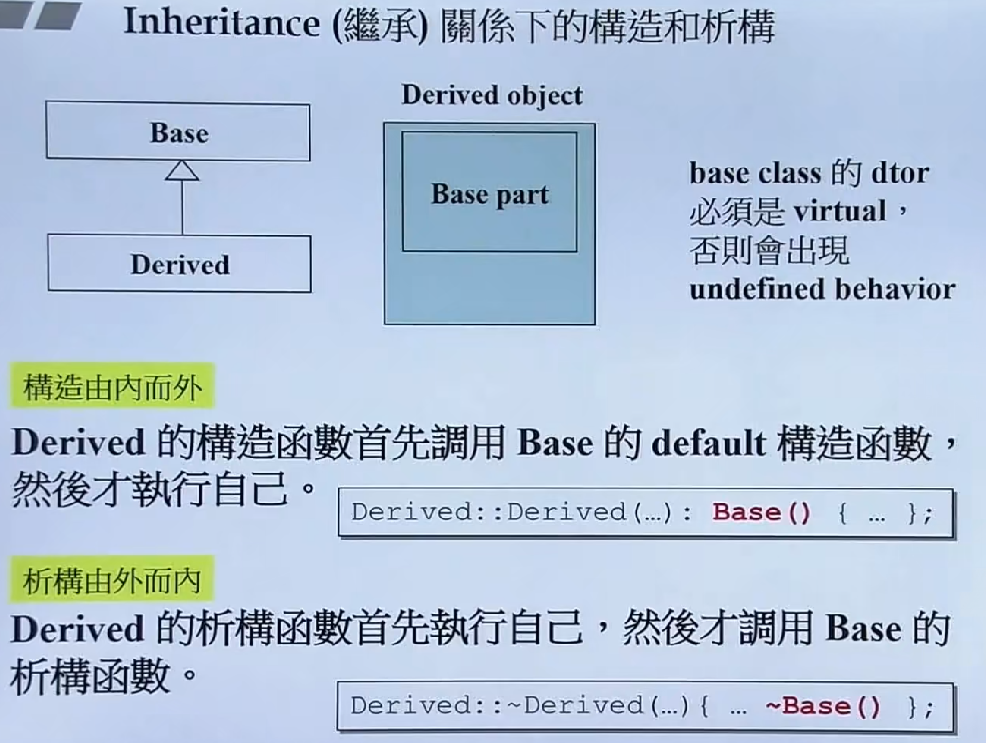 Inheritance (繼承) 關係下的構造和析構
Base
Derived
Derived object
Base part
base class 的 dtor
必須是 virtual，
否則會出現
undefined behavior
構造由內而外
Derived 的構造函數首先調用 Base 的 default 構造函數，
然後才執行自己。
Derived::Derived(…): Base() { … };
析構由外而內
Derived 的析構函數首先執行自己，然後才調用 Base 的
析構函數。
Derived::~Derived(…){ … ~Base() };